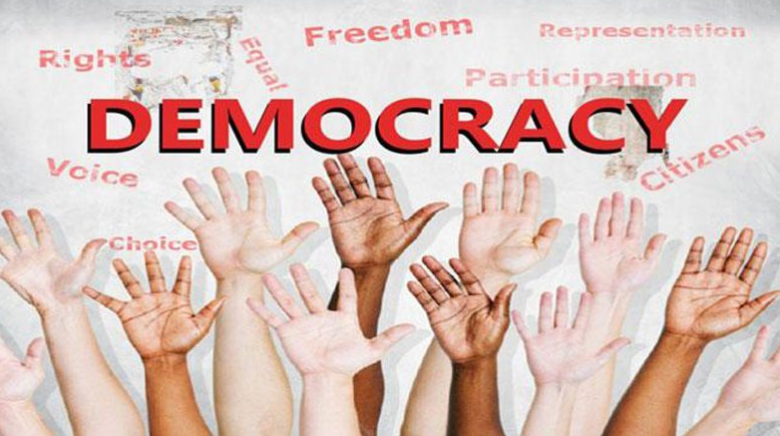 Freedom
Representation
Rights
Equal
Participation
DEMOCRACY
Voice
Citizens
Choice